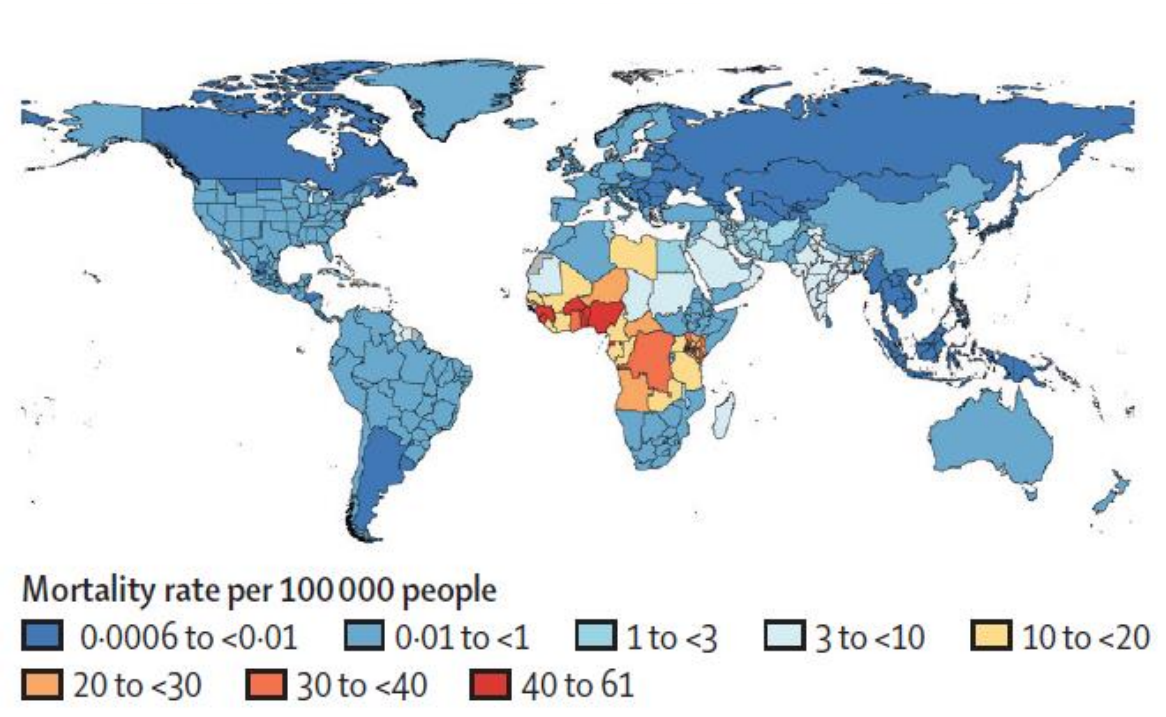 Mortality rate per 100 000 people
0·0006 to <0·01 0·01 to <1 1 to <3 3 to <10 10 to <20
20 to <30 30 to <40 40 to 61